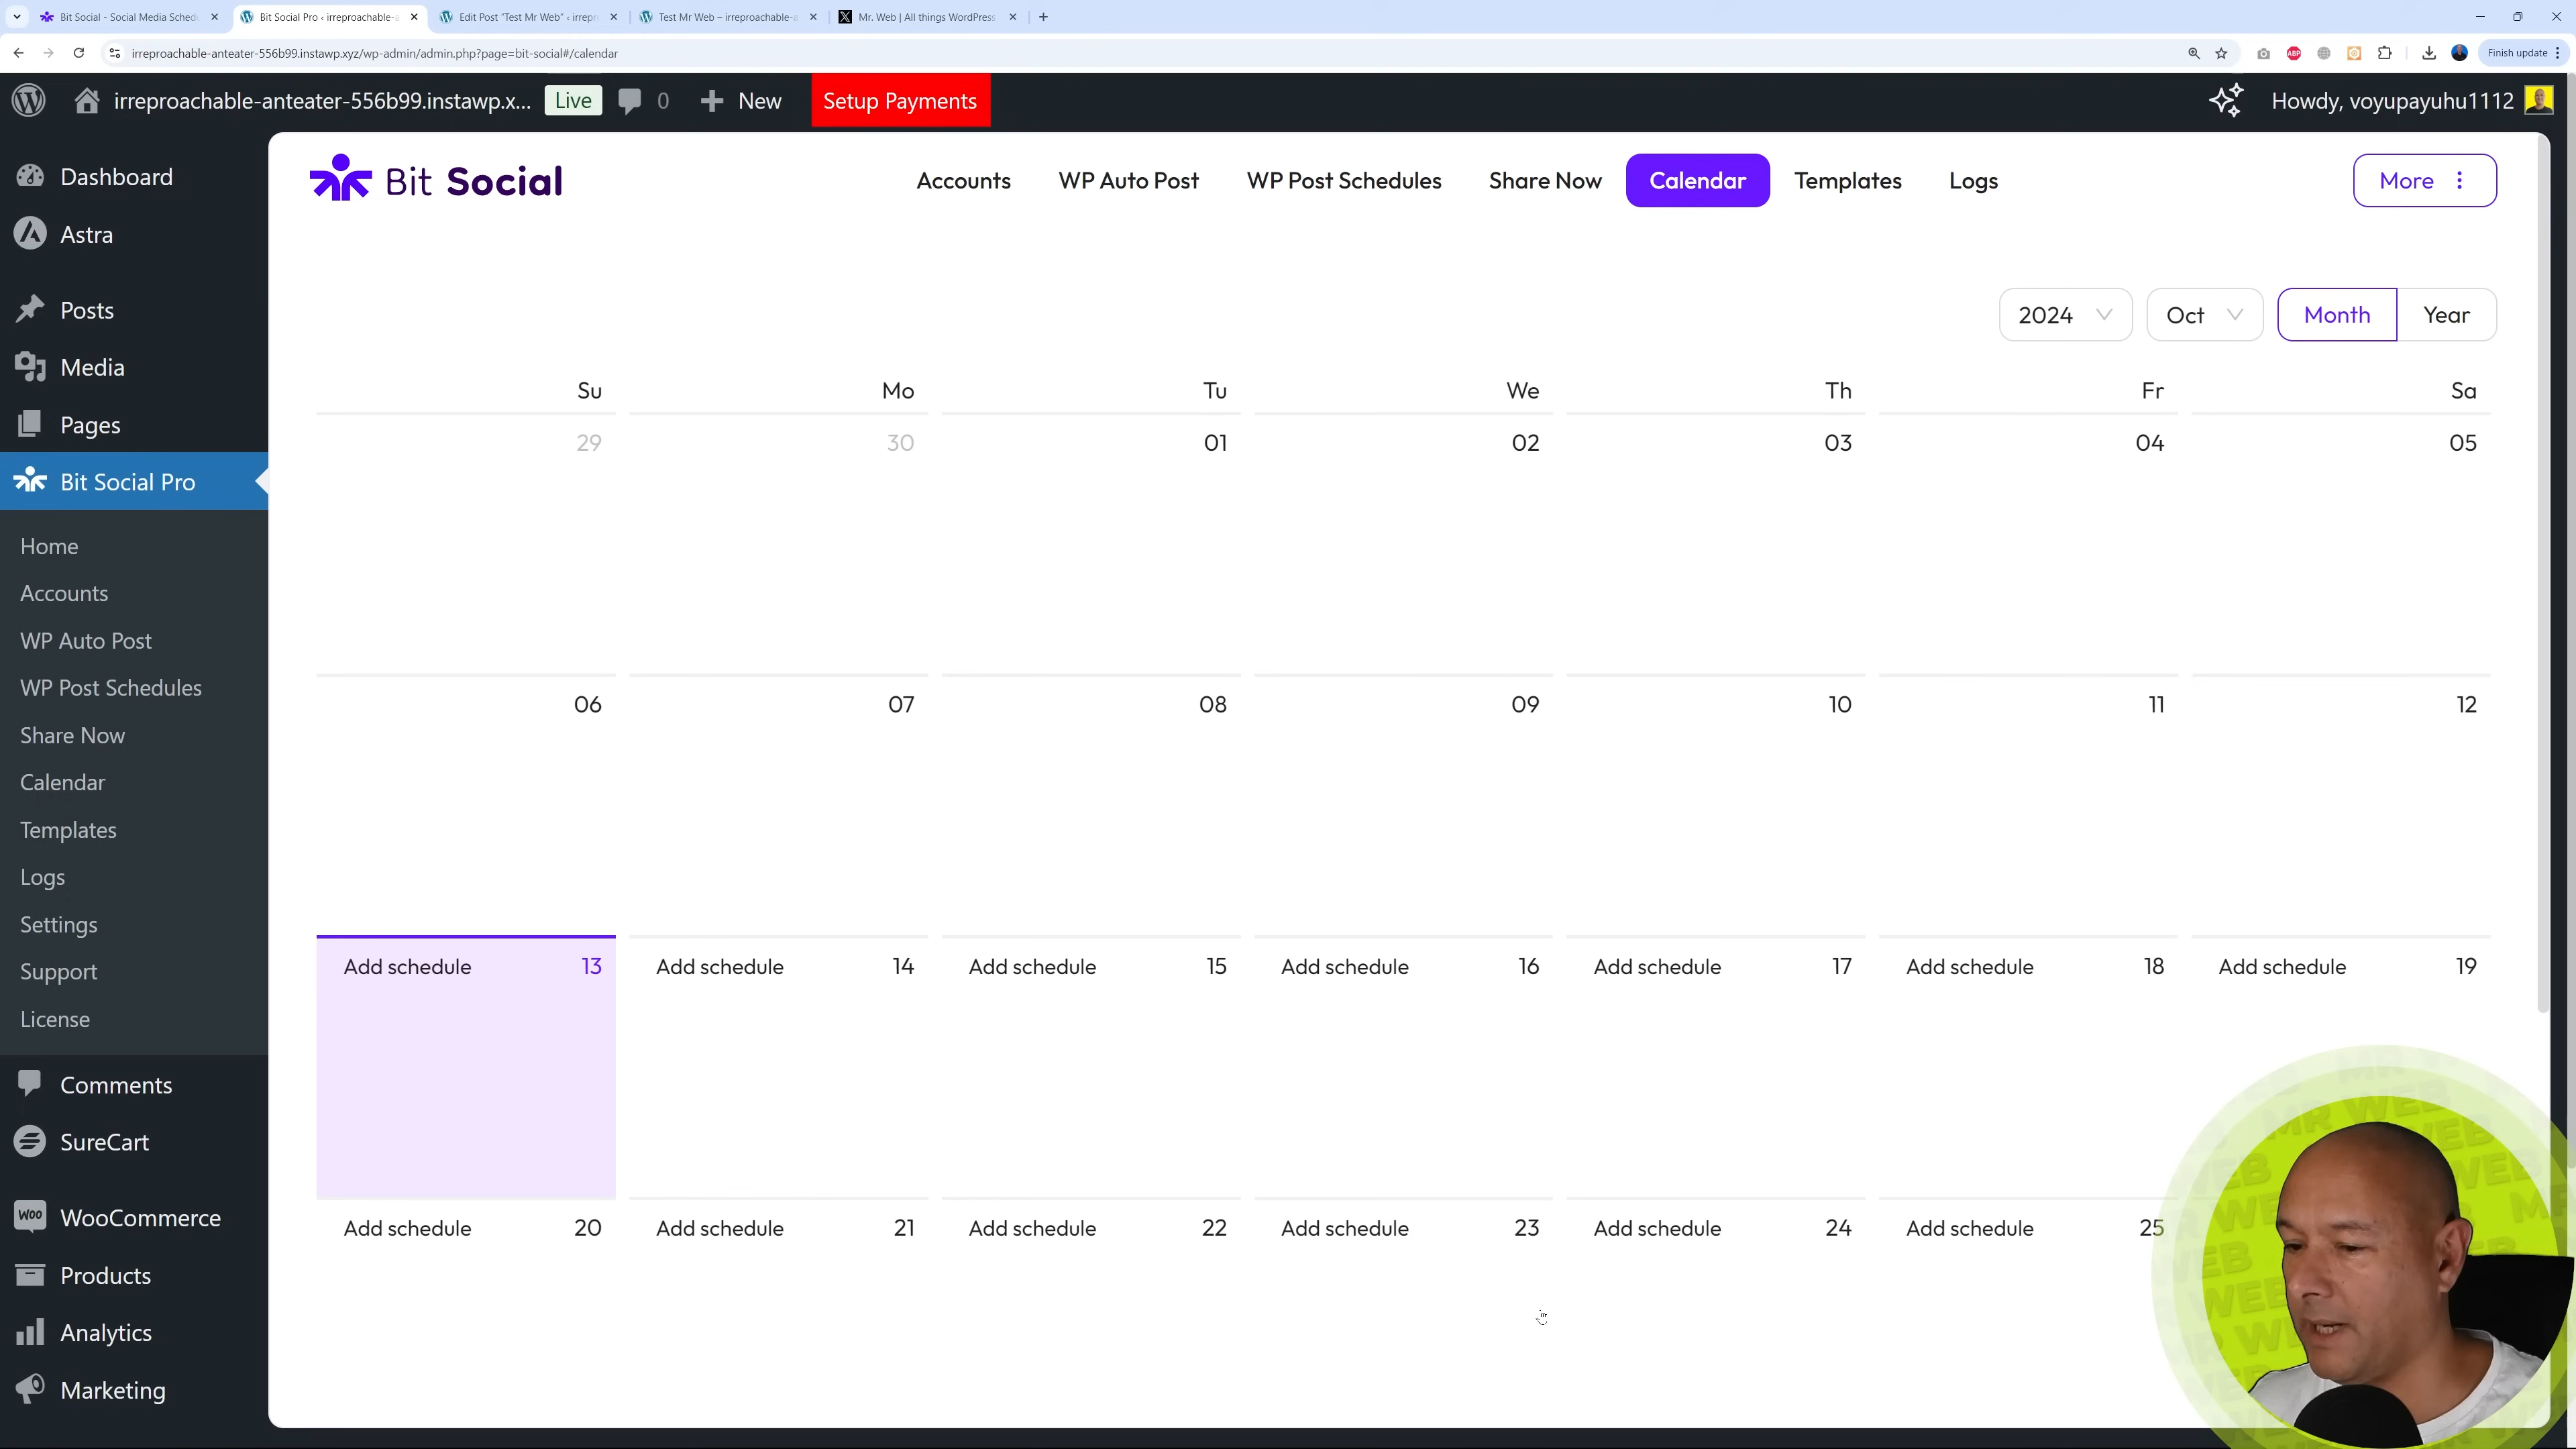 Bit Social - Social Media Sched
Bit Social Pro ‹ irreproachable-a
Edit Post "Test Mr Web" ‹ irrepr
Test Mr Web – irreproachable-a
Mr. Web | All things WordPress
irreproachable-anteater-556b99.instawp.xyz/wp-admin/admin.php?page=bit-social#/calendar
ABP
Finish update
irreproachable-anteater-556b99.instawp.x...
Live
0
New
Setup Payments
Howdy, voyupayuhu1112
Dashboard
Astra
Posts
Media
Pages
Bit Social Pro
Home
Accounts
WP Auto Post
WP Post Schedules
Share Now
Calendar
Templates
Logs
Settings
Support
License
Comments
SureCart
WooCommerce
Products
Analytics
Marketing
Bit Social
Accounts
WP Auto Post
WP Post Schedules
Share Now
Calendar
Templates
Logs
More
2024
Oct
Month
Year
Su Mo Tu We Th Fr Sa
29 30 01 02 03 04 05
06 07 08 09 10 11 12
Add schedule 13 Add schedule 14 Add schedule 15 Add schedule 16 Add schedule 17 Add schedule 18 Add schedule 19
Add schedule 20 Add schedule 21 Add schedule 22 Add schedule 23 Add schedule 24 Add schedule 25
MR WEB